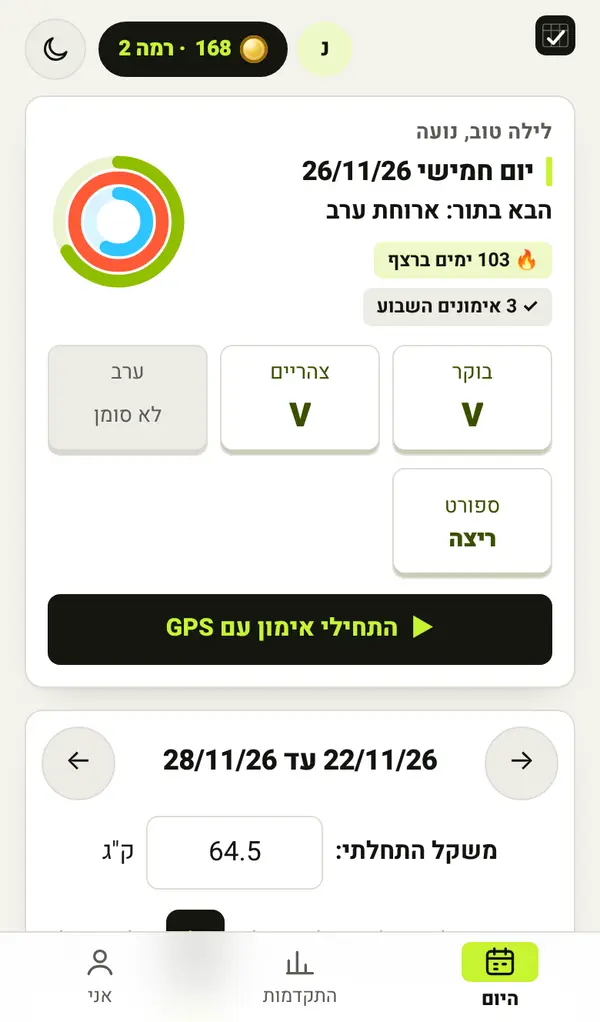 נ
168 · רמה 2
לילה טוב, נועה
יום חמישי 26/11/26
הבא בתור: ארוחת ערב
🔥 103 ימים ברצף
✓ 3 אימונים השבוע
בוקר
V
צהריים
V
ערב
לא סומן
ספורט
ריצה
▶ התחילי אימון עם GPS
22/11/26 עד 28/11/26
משקל התחלתי: 64.5 ק"ג
היום
התקדמות
אני